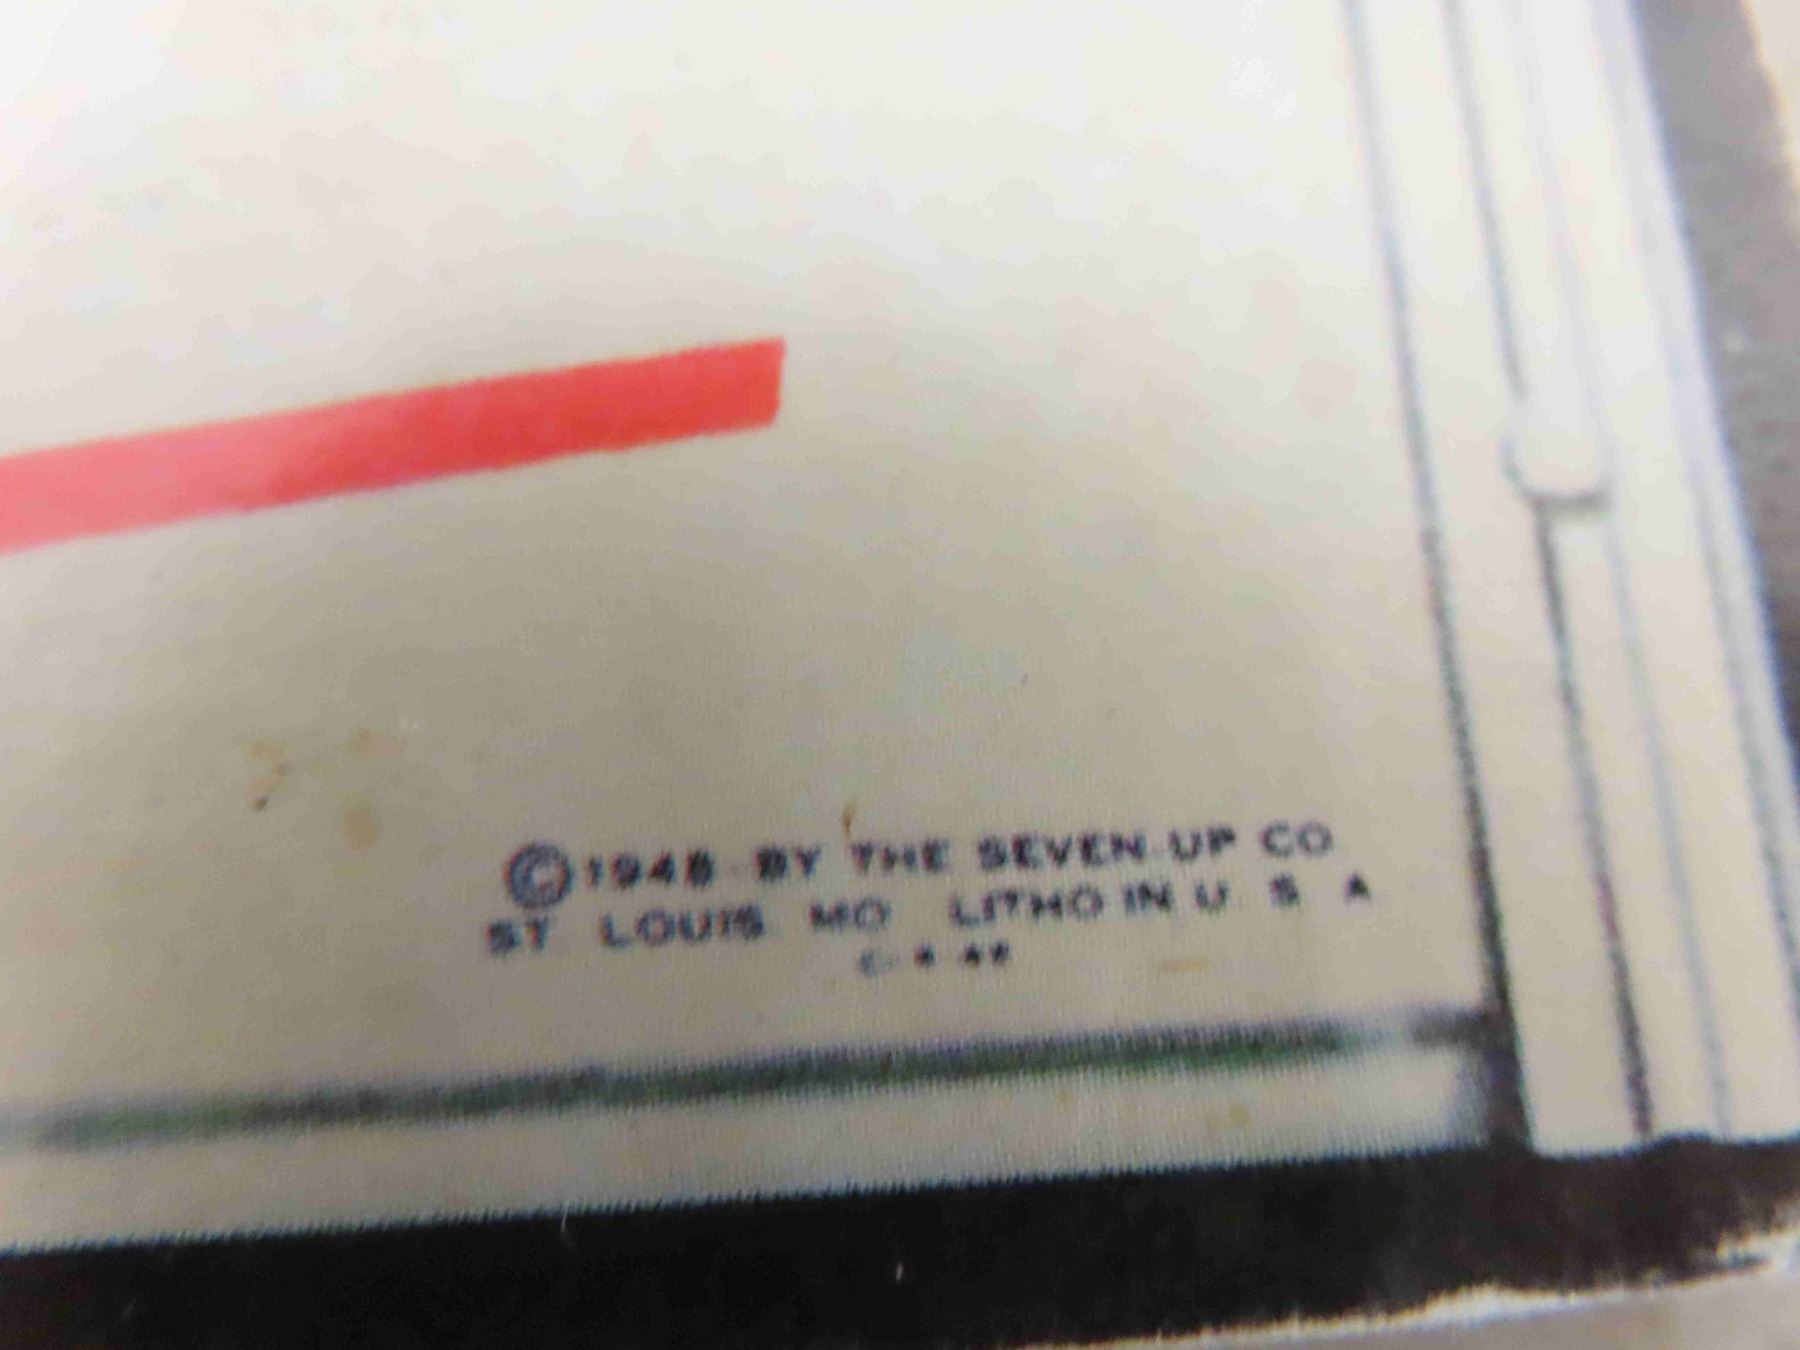 ©1948 BY THE SEVEN-UP CO
ST LOUIS MO LITHO IN U S A